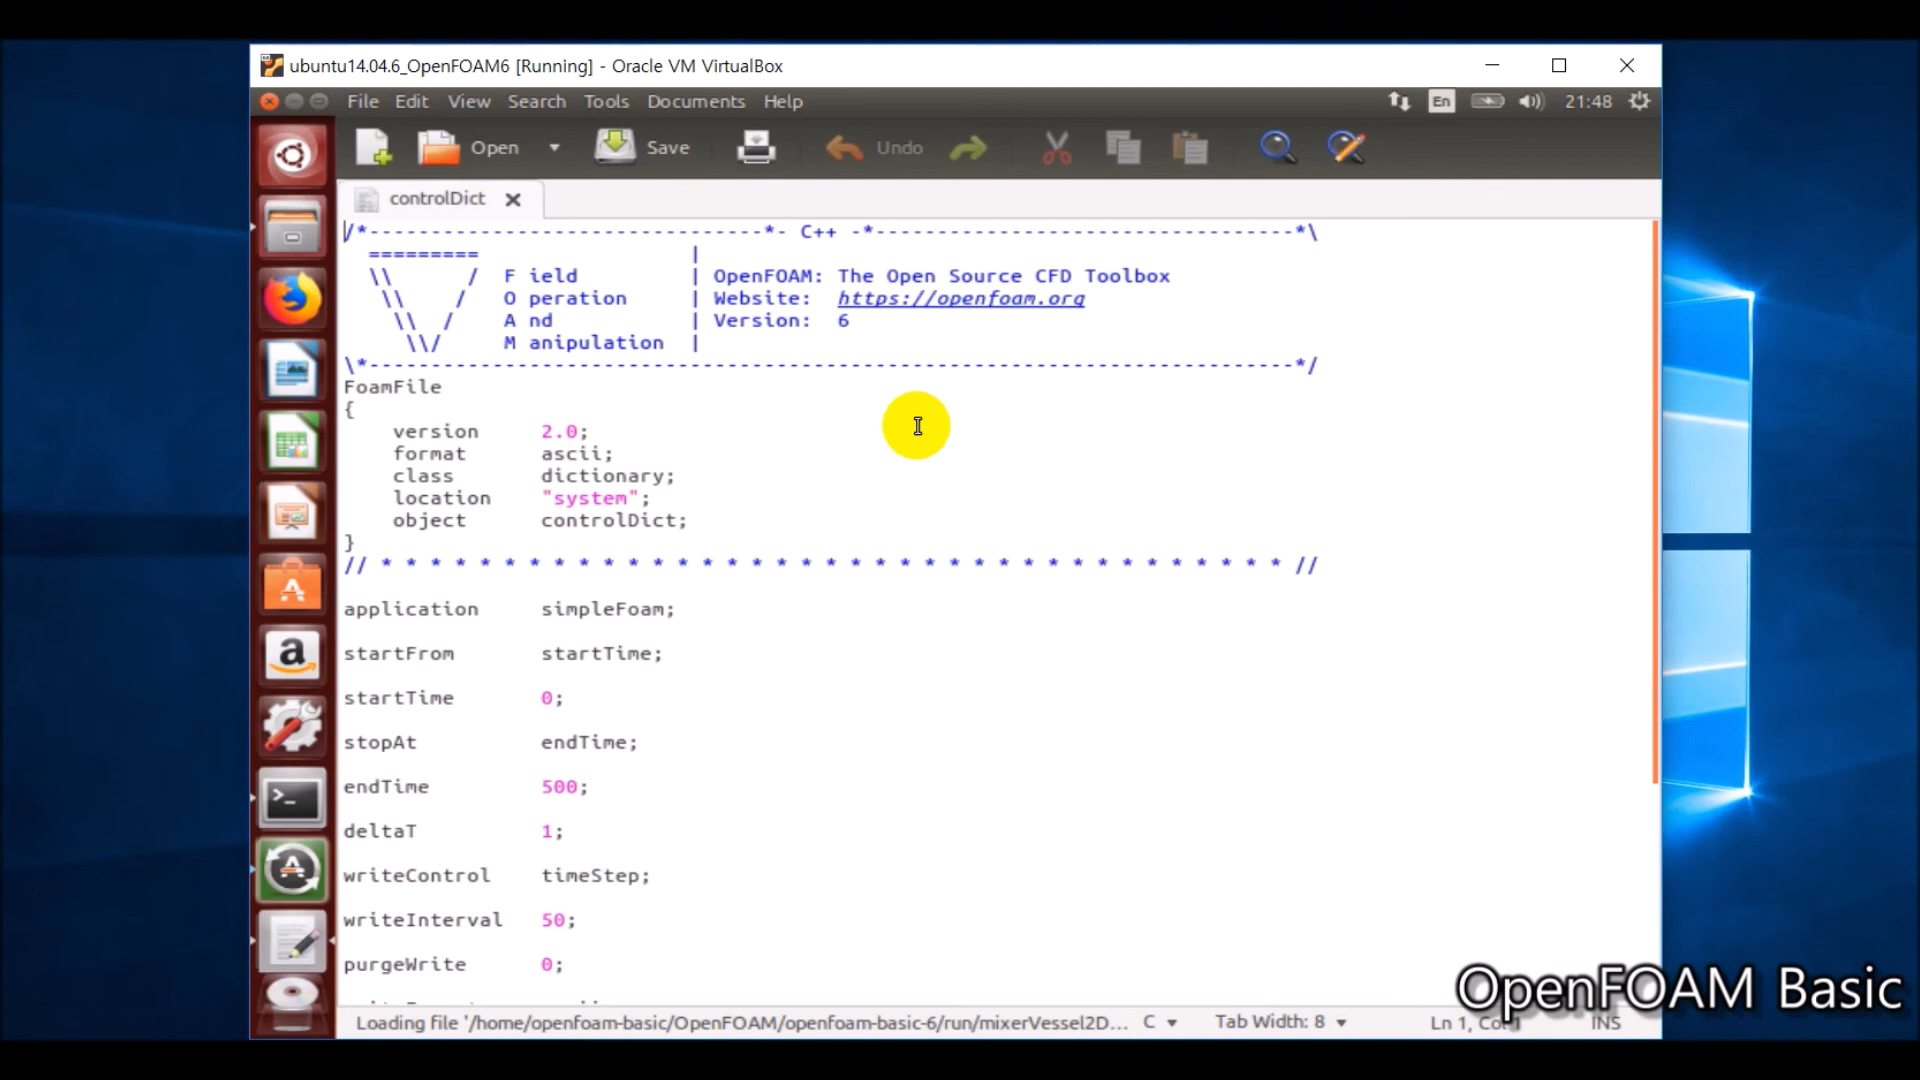 ubuntu14.04.6_OpenFOAM6 [Running] - Oracle VM VirtualBox
File Edit View Search Tools Documents Help
En 21:48
Open Save Undo
controlDict
/*--------------------------------*- C++ -*----------------------------------*\
  =========                 |
  \\      /  F ield         | OpenFOAM: The Open Source CFD Toolbox
   \\    /   O peration     | Website:  https://openfoam.org
    \\  /    A nd           | Version:  6
     \\/     M anipulation  |
\*---------------------------------------------------------------------------*/
FoamFile
{
    version     2.0;
    format      ascii;
    class       dictionary;
    location    "system";
    object      controlDict;
}
// * * * * * * * * * * * * * * * * * * * * * * * * * * * * * * * * * * * * * //
application     simpleFoam;
startFrom       startTime;
startTime       0;
stopAt          endTime;
endTime         500;
deltaT          1;
writeControl    timeStep;
writeInterval   50;
purgeWrite      0;
OpenFOAM Basic
Loading file '/home/openfoam-basic/OpenFOAM/openfoam-basic-6/run/mixerVessel2D... C Tab Width: 8 Ln 1, Col 1 INS